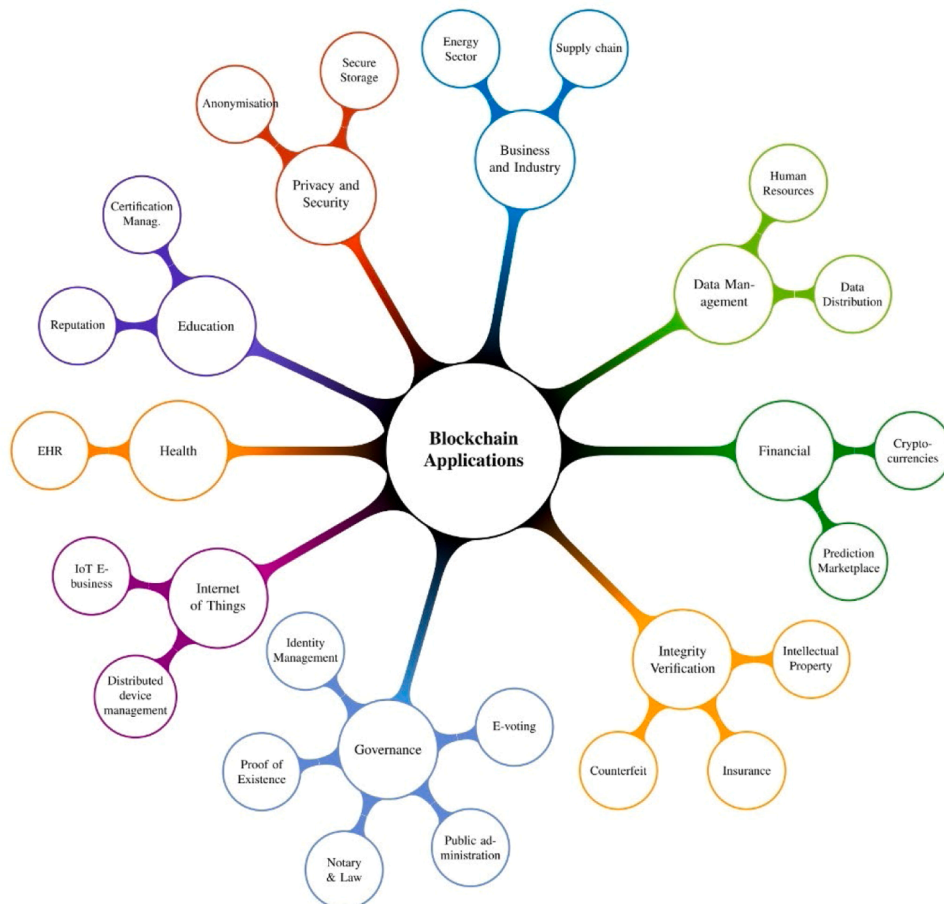 Blockchain
Applications
Energy
Sector
Supply chain
Business
and Industry
Secure
Storage
Anonymisation
Privacy and
Security
Human
Resources
Data
Distribution
Data Man-
agement
Certification
Manag.
Reputation
Education
EHR
Health
Financial
Crypto-
currencies
Prediction
Marketplace
IoT E-
business
Internet
of Things
Distributed
device
management
Identity
Management
Proof of
Existence
Governance
E-voting
Notary
& Law
Public ad-
ministration
Integrity
Verification
Intellectual
Property
Counterfeit
Insurance